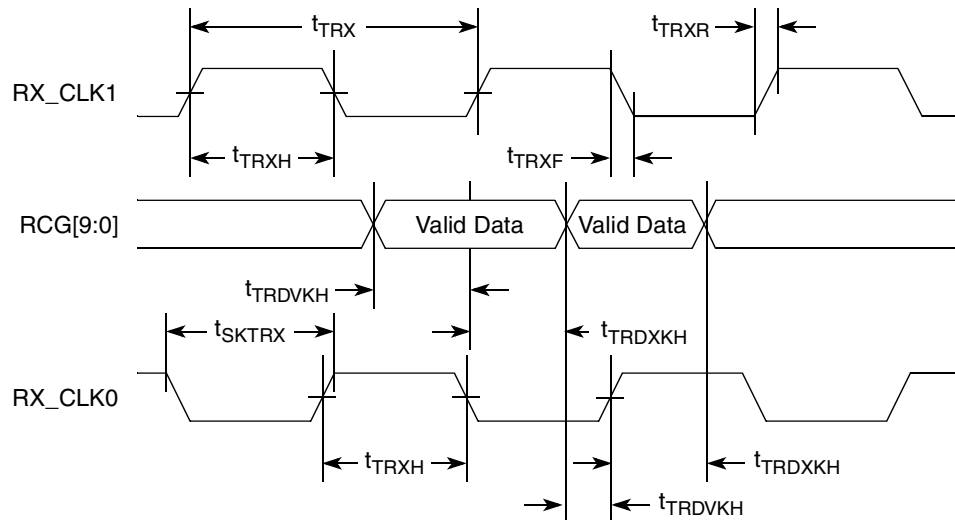 tTRX
tTRXR
RX_CLK1
tTRXH
tTRXF
RCG[9:0]
Valid Data
Valid Data
tTRDVKH
tSKTRX
tTRDXKH
RX_CLK0
tTRXH
tTRDXKH
tTRDVKH